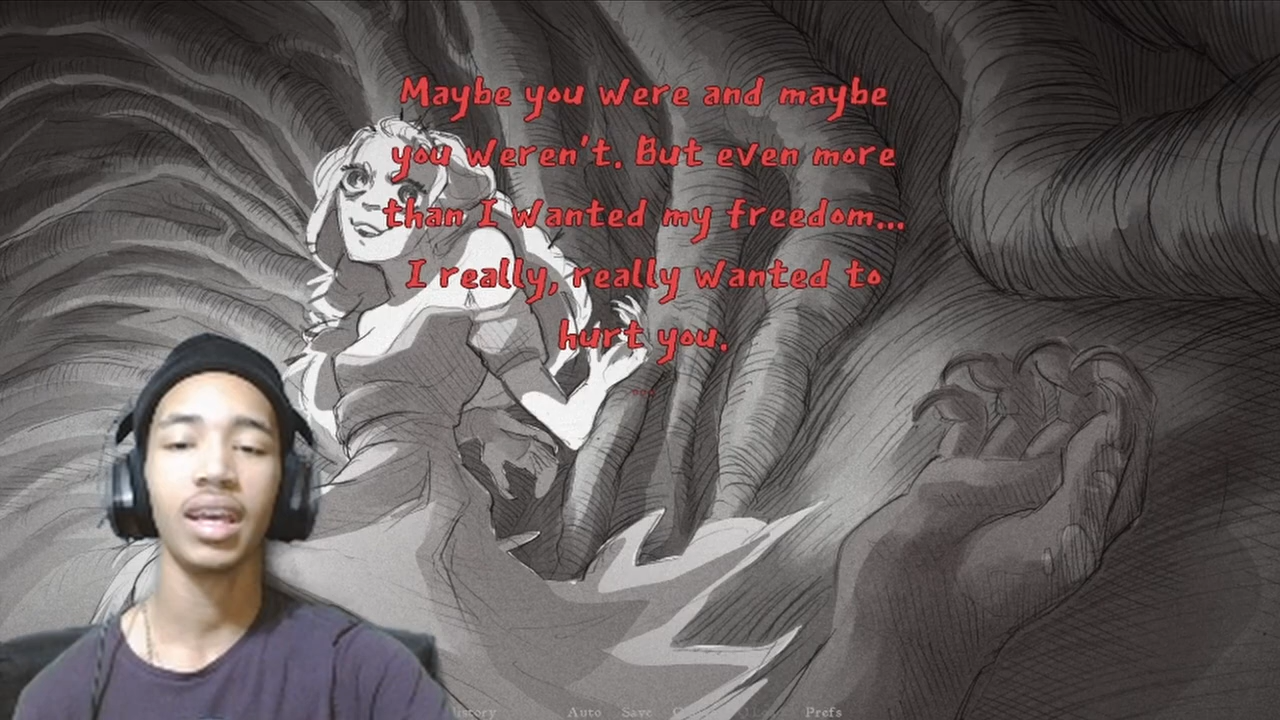 Maybe you were and maybe
you weren't. But even more
than I wanted my freedom...
I really, really wanted to
hurt you.
History Auto Save Prefs